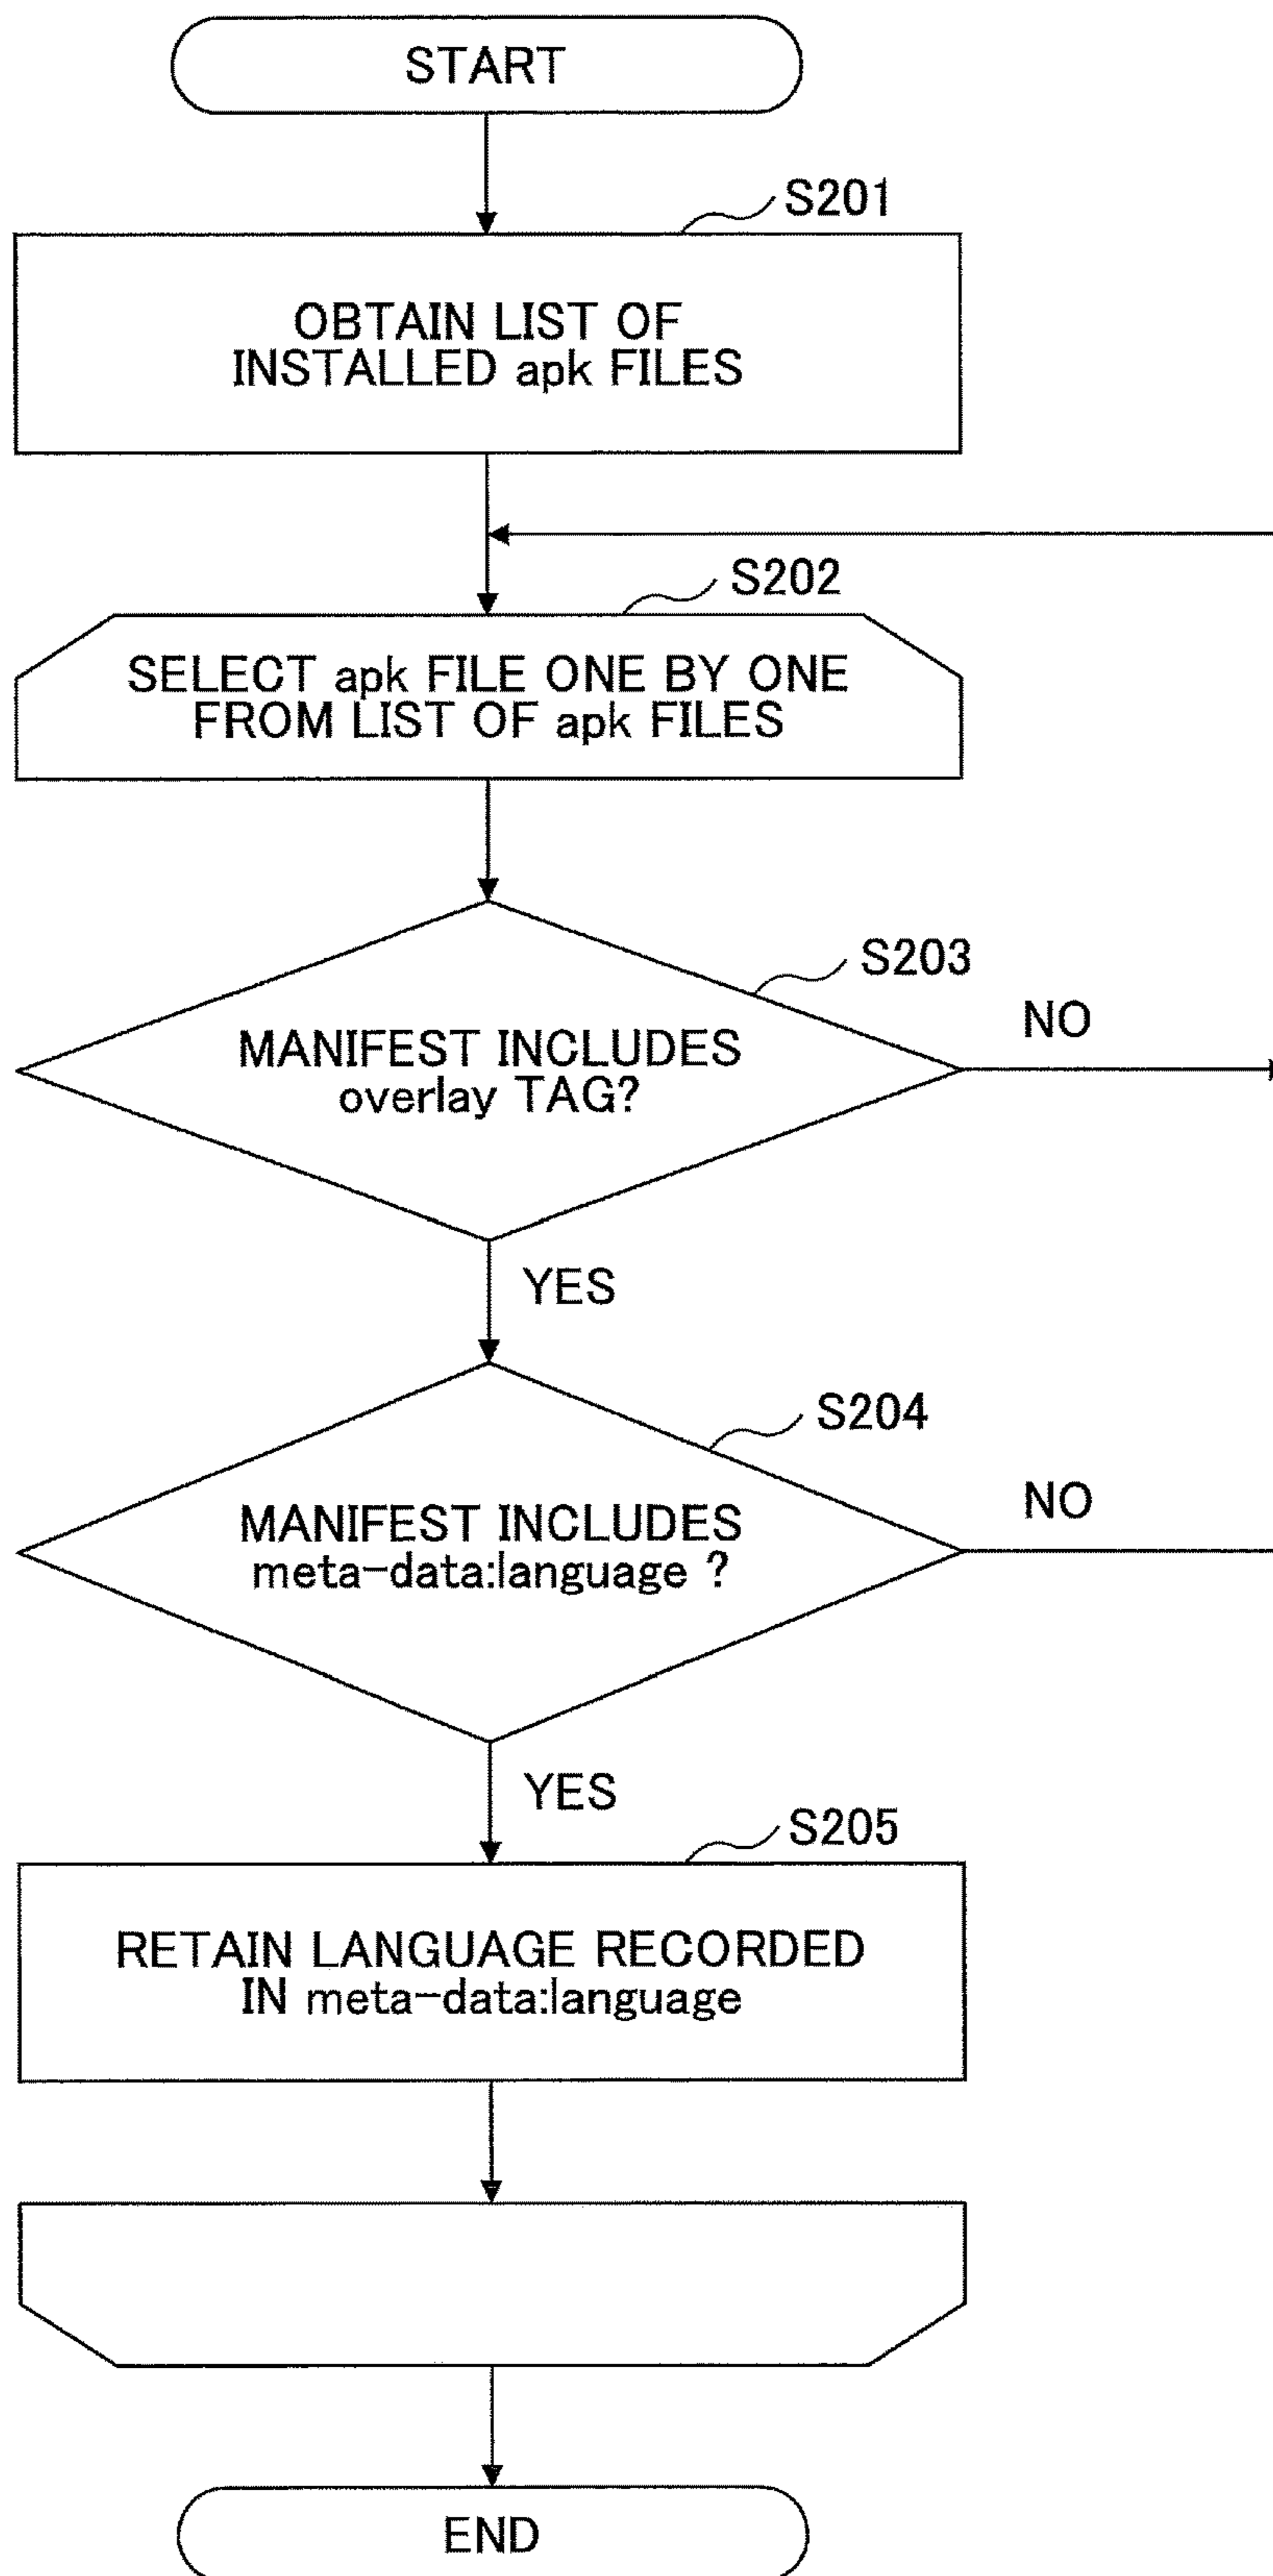 START
S201
OBTAIN LIST OF
INSTALLED apk FILES
S202
SELECT apk FILE ONE BY ONE
FROM LIST OF apk FILES
S203
NO
MANIFEST INCLUDES
overlay TAG?
YES
S204
NO
MANIFEST INCLUDES
meta-data:language ?
YES
S205
RETAIN LANGUAGE RECORDED
IN meta-data:language
END